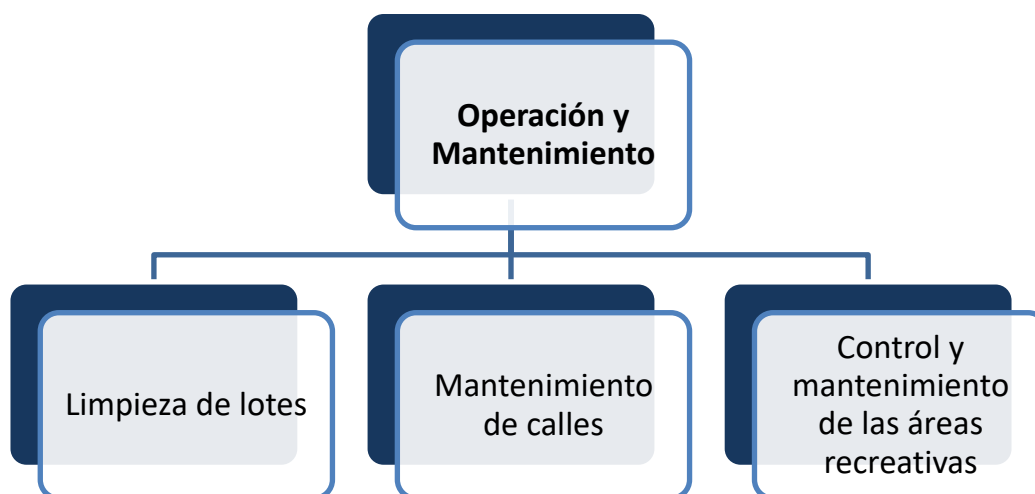 Operación y
Mantenimiento
Limpieza de lotes
Mantenimiento
de calles
Control y
mantenimiento
de las áreas
recreativas